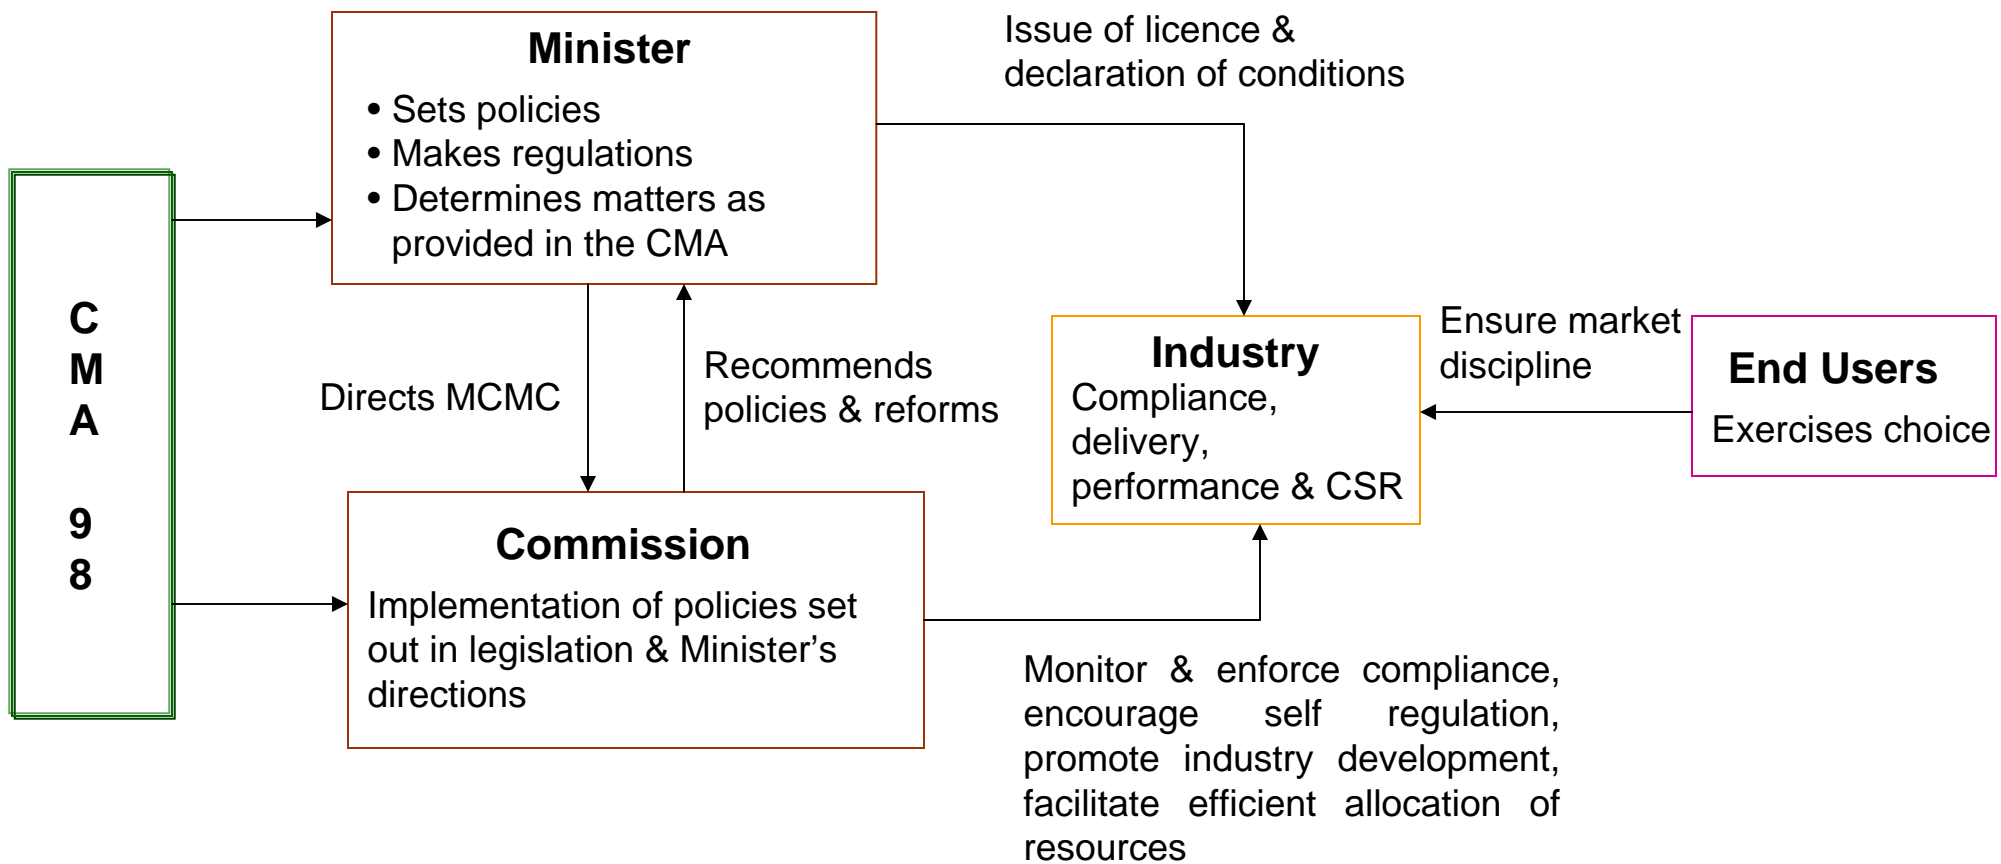 C
M
A
9
8
Minister
• Sets policies
• Makes regulations
• Determines matters as
provided in the CMA
Issue of licence &
declaration of conditions
Directs MCMC
Recommends
policies & reforms
Industry
Compliance,
delivery,
performance & CSR
Ensure market
discipline
End Users
Exercises choice
Commission
Implementation of policies set
out in legislation & Minister’s
directions
Monitor & enforce compliance,
encourage self regulation,
promote industry development,
facilitate efficient allocation of
resources